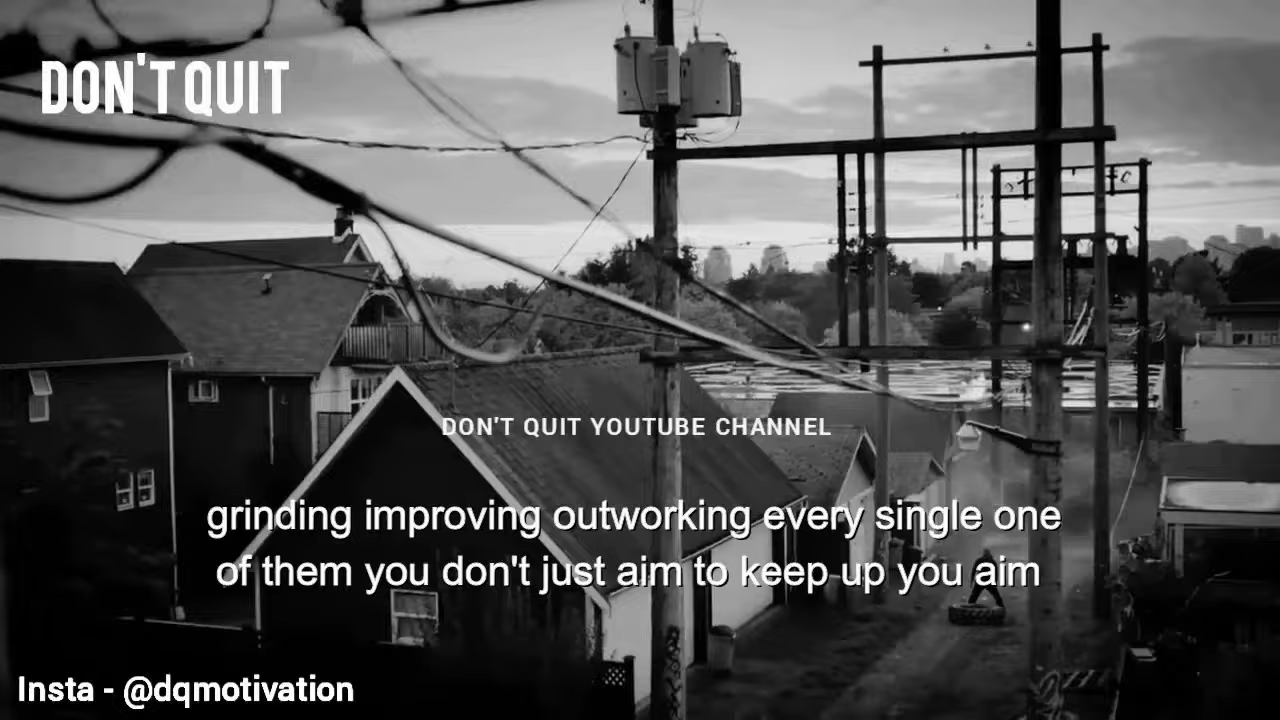 DON'T QUIT
DON'T QUIT YOUTUBE CHANNEL
grinding improving outworking every single one
of them you don't just aim to keep up you aim
Insta - @dqmotivation